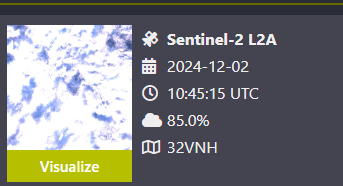 Sentinel-2 L2A
2024-12-02
10:45:15 UTC
85.0%
32VNH
Visualize